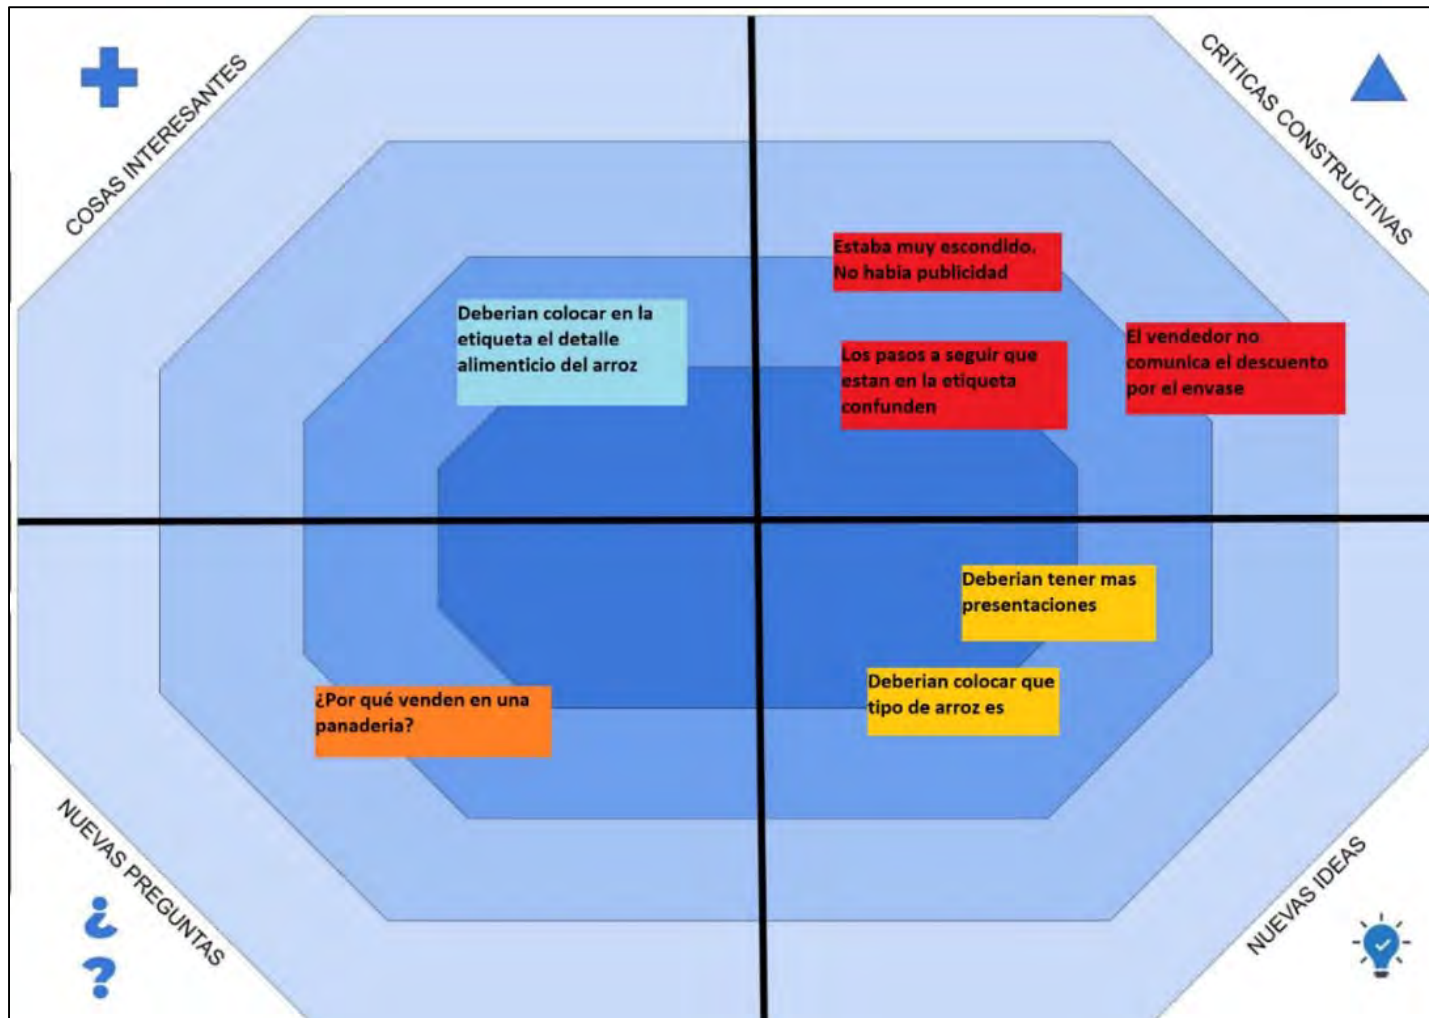 COSAS INTERESANTES
CRÍTICAS CONSTRUCTIVAS
Deberian colocar en la
etiqueta el detalle
alimenticio del arroz
Estaba muy escondido.
No habia publicidad
Los pasos a seguir que
estan en la etiqueta
confunden
El vendedor no
comunica el descuento
por el envase
¿Por qué venden en una
panaderia?
Deberian tener mas
presentaciones
Deberian colocar que
tipo de arroz es
NUEVAS PREGUNTAS
¿
?
NUEVAS IDEAS